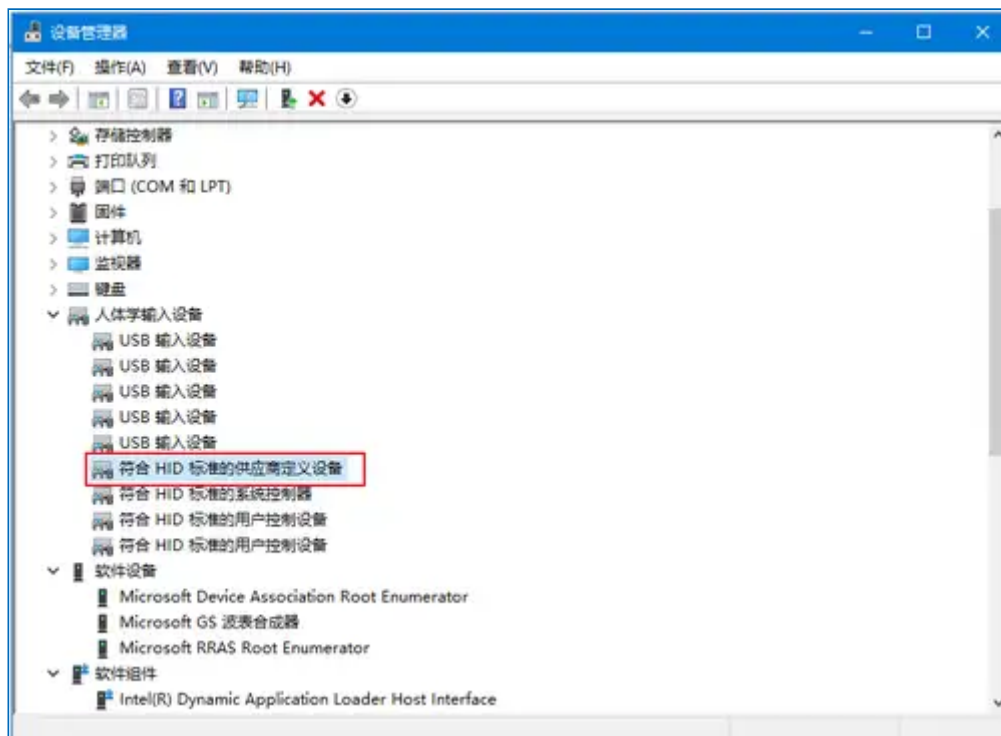 设备管理器
文件(F) 操作(A) 查看(V) 帮助(H)
存储控制器
打印队列
端口 (COM 和 LPT)
固件
计算机
监视器
键盘
人体学输入设备
USB 输入设备
USB 输入设备
USB 输入设备
USB 输入设备
USB 输入设备
符合 HID 标准的供应商定义设备
符合 HID 标准的系统控制器
符合 HID 标准的用户控制设备
符合 HID 标准的用户控制设备
软件设备
Microsoft Device Association Root Enumerator
Microsoft GS 波表合成器
Microsoft RRAS Root Enumerator
软件组件
Intel(R) Dynamic Application Loader Host Interface